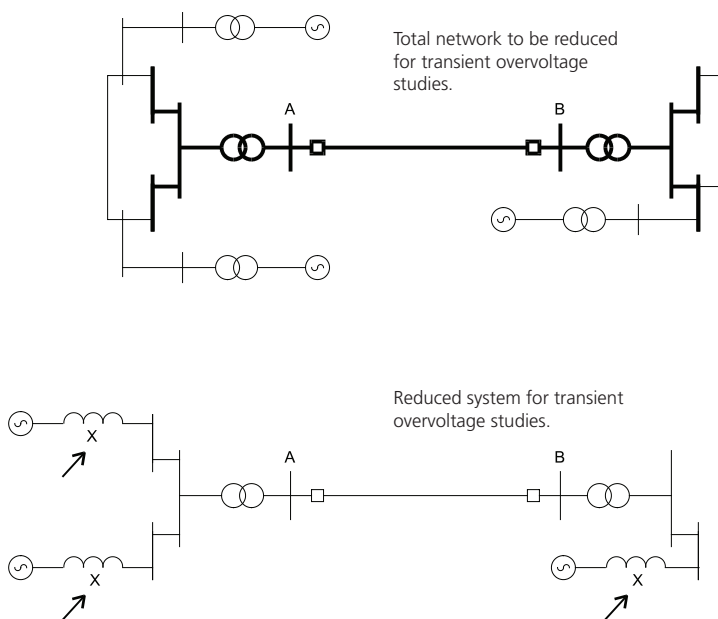 Total network to be reduced
for transient overvoltage
studies.
A
B
Reduced system for transient
overvoltage studies.
X
A
B
X
X